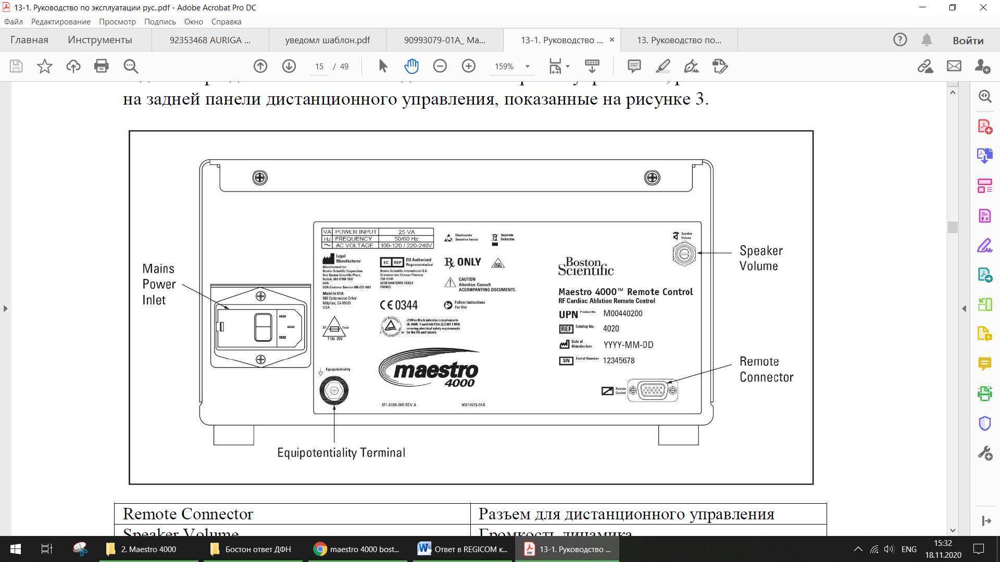 13-1. Руководство по эксплуатации рус..pdf - Adobe Acrobat Pro DC
Файл Редактирование Просмотр Подпись Окно Справка
Главная Инструменты 92353468 AURIGA ... уведомл шаблон.pdf 90993079-01A_ Ma... 13-1. Руководство ... 13. Руководство по... Войти
15 / 49 159%
на задней панели дистанционного управления, показанные на рисунке 3.
VA POWER INPUT 25 VA
Hz FREQUENCY 50/60 Hz
AC VOLTAGE 100-120 / 220-240V
Electrostatic
Sensitive Device
Separate
Collection
Speaker
Volume
Speaker
Volume
Legal
Manufacturer
Manufactured for:
Boston Scientific Corporation
One Boston Scientific Place
Natick, MA 01760-1537
USA
USA Customer Service 888-272-1001
Made in USA:
560 Cottonwood Drive
Milpitas, CA 95035
USA
EC REP EU Authorized
Representative
Boston Scientific International S.A
55 avenue des Champs Pierreux
TSA 51101
92729 NANTERRE CEDEX
FRANCE
Rx ONLY
NON
STERILE
CAUTION
Attention: Consult
ACCOMPANYING DOCUMENTS.
CE 0344
Follow Instructions
For Use
2X Fuse
T 1AL 250V
cTUVus Mark indicates compliance to
UL 60601-1 and CAN/CSA 22.2 601.1 M90
covering electrical safety requirements
for the US and Canada.
Boston
Scientific
Maestro 4000™ Remote Control
RF Cardiac Ablation Remote Control
UPN Product No. M00440200
REF Catalog No. 4020
Date of
Manufacture YYYY-MM-DD
SN Serial Number 12345678
Mains
Power
Inlet
Equipotentiality
maestro
4000
671-0189-000 REV A
90818619-01A
Remote
Control
Remote
Connector
Equipotentiality Terminal
Remote Connector Разъем для дистанционного управления
Speaker Volume Громкость динамика
2. Maestro 4000 Бостон ответ ДФН maestro 4000 bost... Ответ в REGICOM к... 13-1. Руководство ... ENG 15:32
18.11.2020